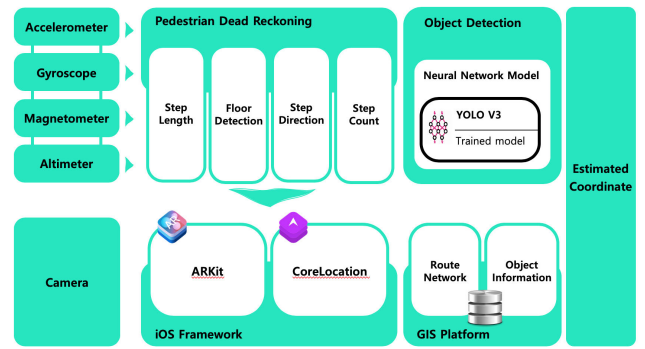 Accelerometer
Gyroscope
Magnetometer
Altimeter
Pedestrian Dead Reckoning
Step
Length
Floor
Detection
Step
Direction
Step
Count
Object Detection
Neural Network Model
YOLO V3
Trained model
Estimated
Coordinate
Camera
ARKit
CoreLocation
iOS Framework
Route
Network
Object
Information
GIS Platform